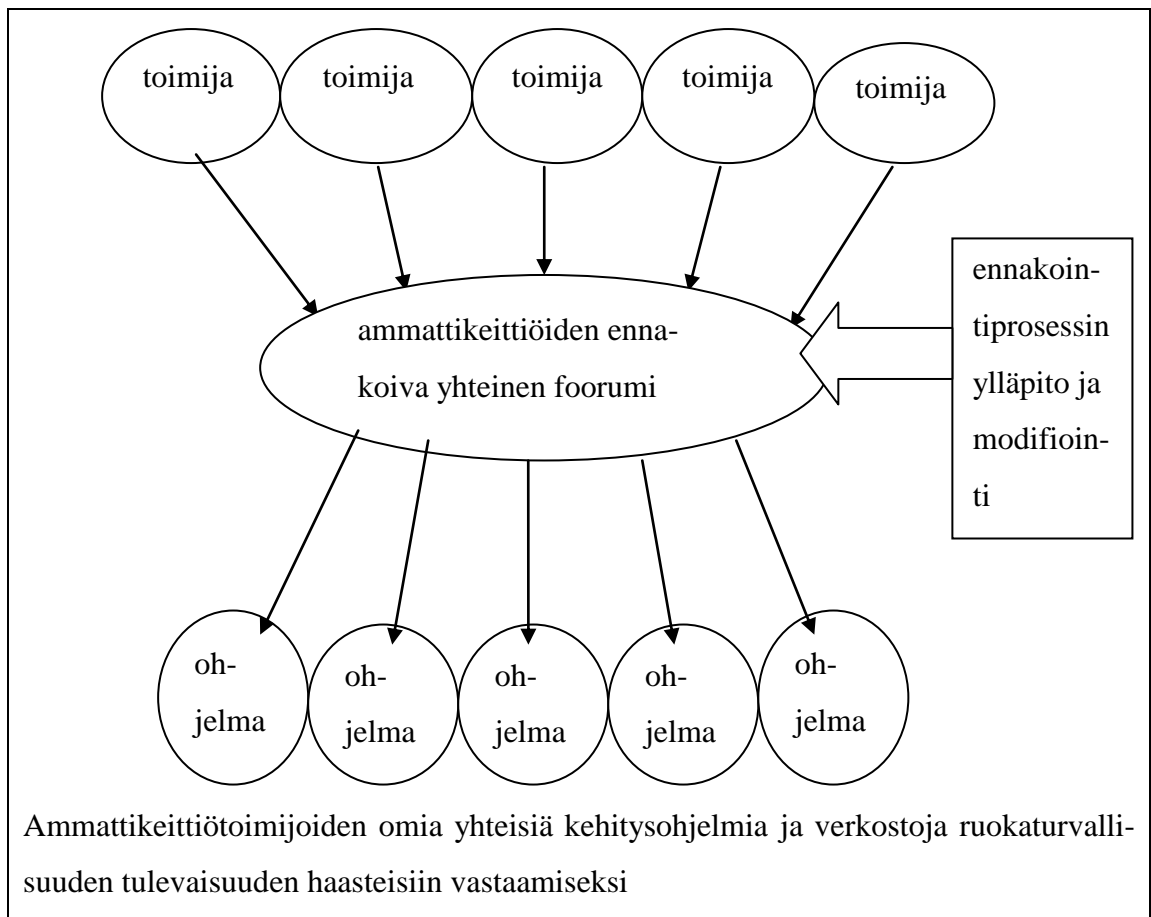 toimija
toimija
toimija
toimija
toimija
ammattikeittiöiden enna-
koiva yhteinen foorumi
ennakoin-
tiprosessin
ylläpito ja
modifioin-
ti
oh-
jelma
oh-
jelma
oh-
jelma
oh-
jelma
oh-
jelma
Ammattikeittiötoimijoiden omia yhteisiä kehitysohjelmia ja verkostoja ruokaturvalli-
suuden tulevaisuuden haasteisiin vastaamiseksi